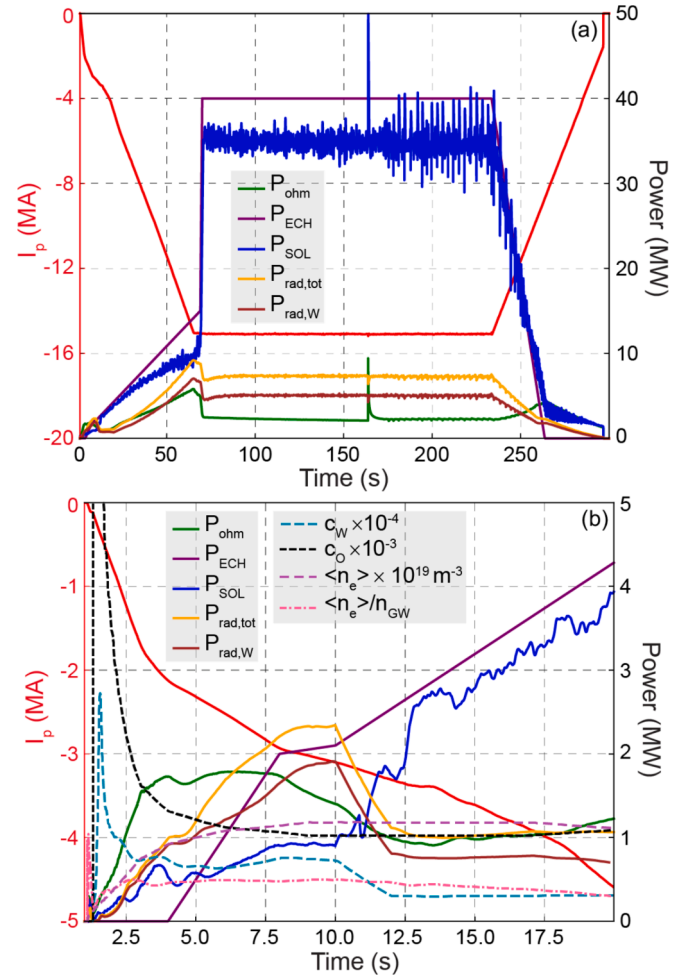 (a)
0
-4
-8
-12
-16
-20
I_p (MA)
50
40
30
20
10
0
Power (MW)
P_ohm
P_ECH
P_SOL
P_rad,tot
P_rad,W
0 50 100 150 200 250
Time (s)
(b)
0
-1
-2
-3
-4
-5
I_p (MA)
5
4
3
2
1
0
Power (MW)
P_ohm
P_ECH
P_SOL
P_rad,tot
P_rad,W
c_W ×10^-4
c_O ×10^-3
<n_e> × 10^19 m^-3
<n_e>/n_GW
2.5 5.0 7.5 10.0 12.5 15.0 17.5
Time (s)